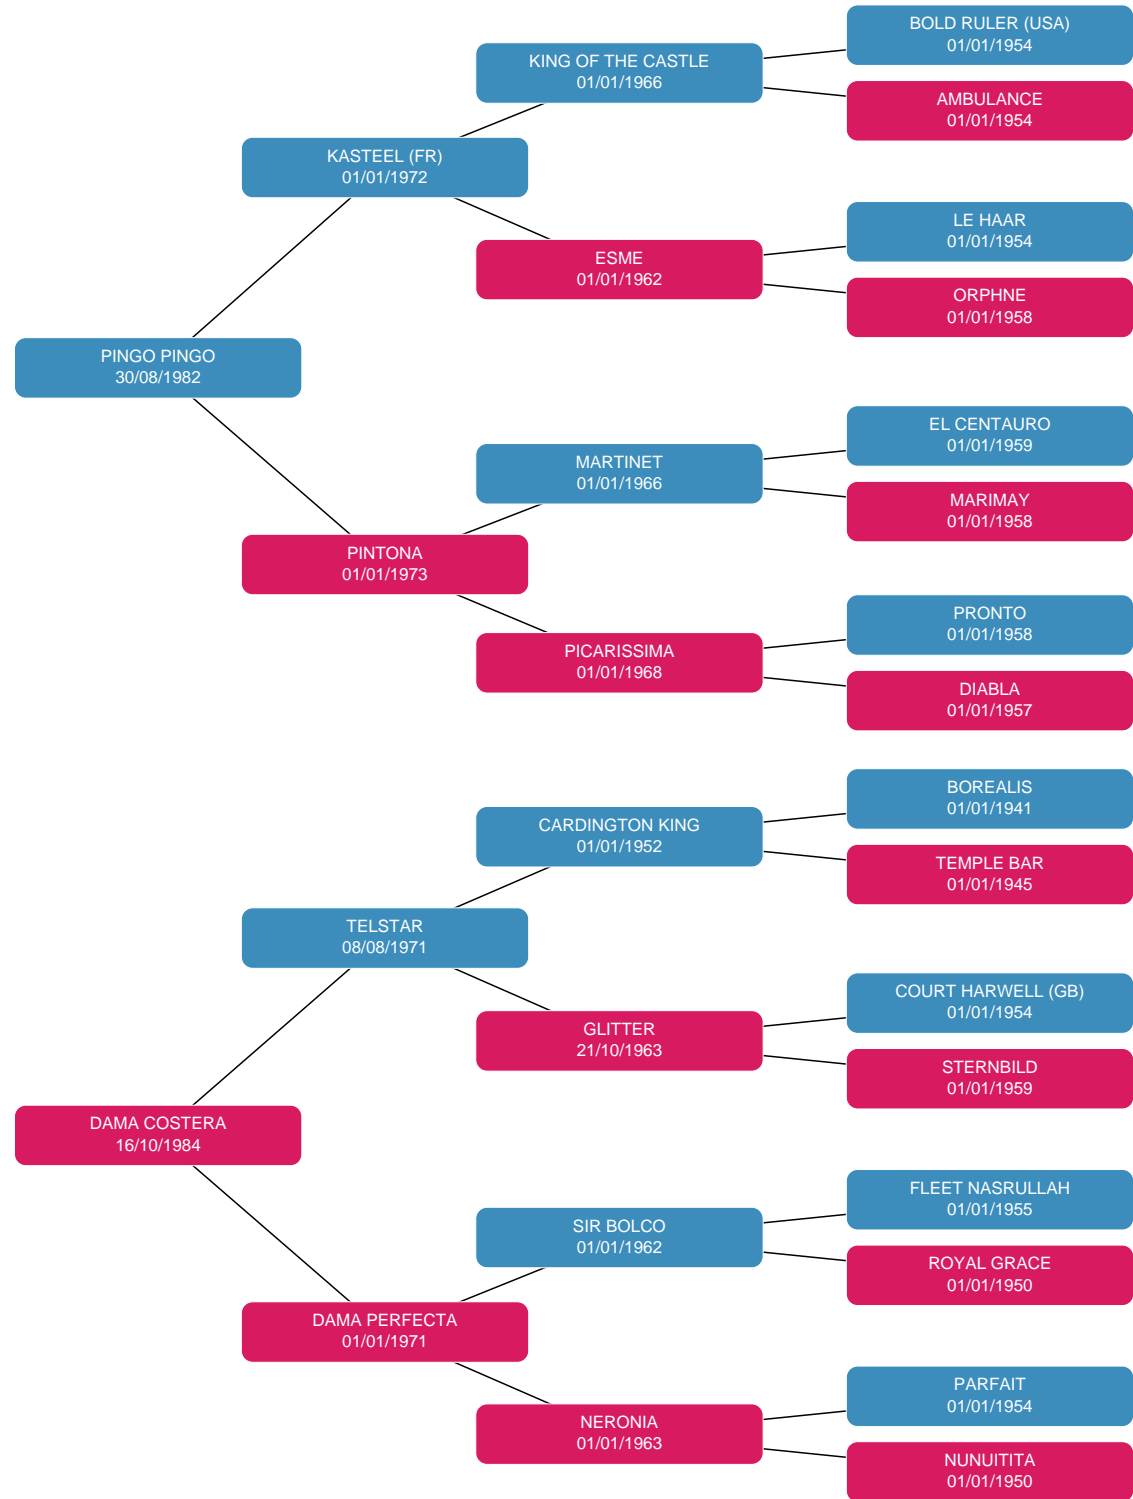 BOLD RULER (USA)
01/01/1954
KING OF THE CASTLE
01/01/1966
AMBULANCE
01/01/1954
KASTEEL (FR)
01/01/1972
LE HAAR
01/01/1954
ESME
01/01/1962
ORPHNE
01/01/1958
PINGO PINGO
30/08/1982
EL CENTAURO
01/01/1959
MARTINET
01/01/1966
MARIMAY
01/01/1958
PINTONA
01/01/1973
PRONTO
01/01/1958
PICARISSIMA
01/01/1968
DIABLA
01/01/1957
BOREALIS
01/01/1941
CARDINGTON KING
01/01/1952
TEMPLE BAR
01/01/1945
TELSTAR
08/08/1971
COURT HARWELL (GB)
01/01/1954
GLITTER
21/10/1963
STERNBILD
01/01/1959
DAMA COSTERA
16/10/1984
FLEET NASRULLAH
01/01/1955
SIR BOLCO
01/01/1962
ROYAL GRACE
01/01/1950
DAMA PERFECTA
01/01/1971
PARFAIT
01/01/1954
NERONIA
01/01/1963
NUNUITITA
01/01/1950